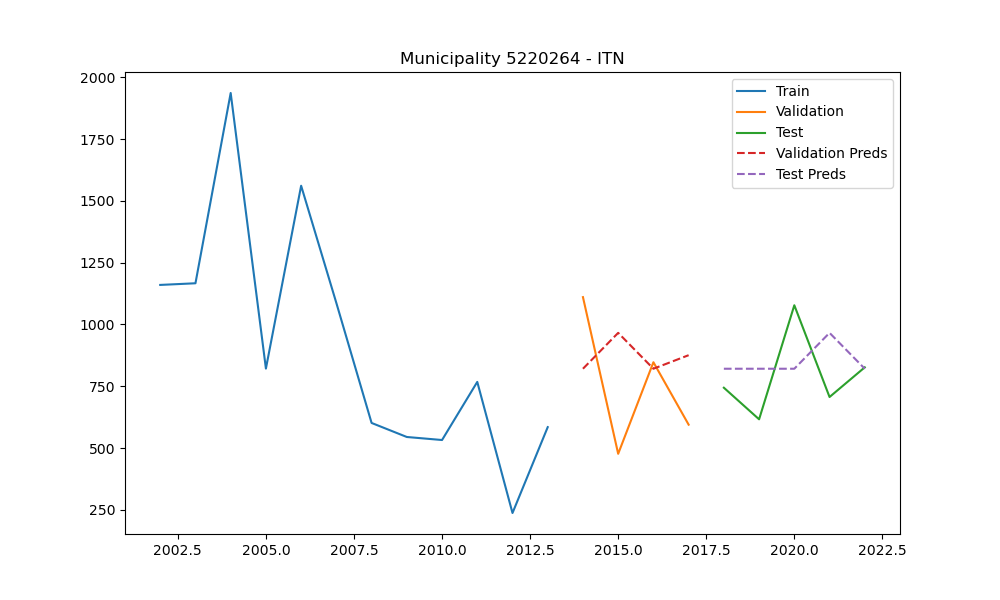 Municipality 5220264 - ITN
2000
1750
1500
1250
1000
750
500
250
2002.5 2005.0 2007.5 2010.0 2012.5 2015.0 2017.5 2020.0 2022.5
Train
Validation
Test
Validation Preds
Test Preds